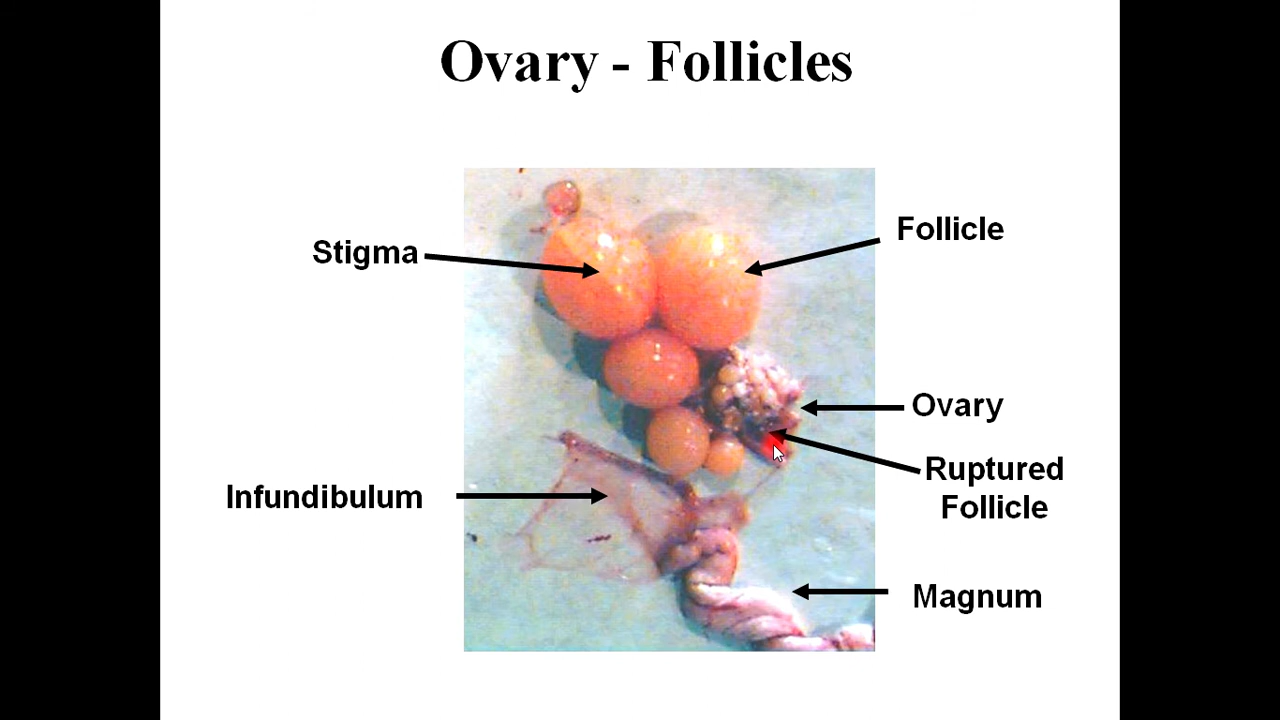 Ovary - Follicles
Stigma
Follicle
Ovary
Ruptured
Follicle
Infundibulum
Magnum